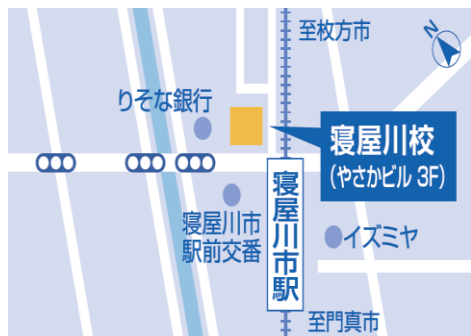 至枚方市
N
りそな銀行
寝屋川校
(やさかビル 3F)
寝屋川市
駅前交番
寝屋川市駅
イズミヤ
至門真市